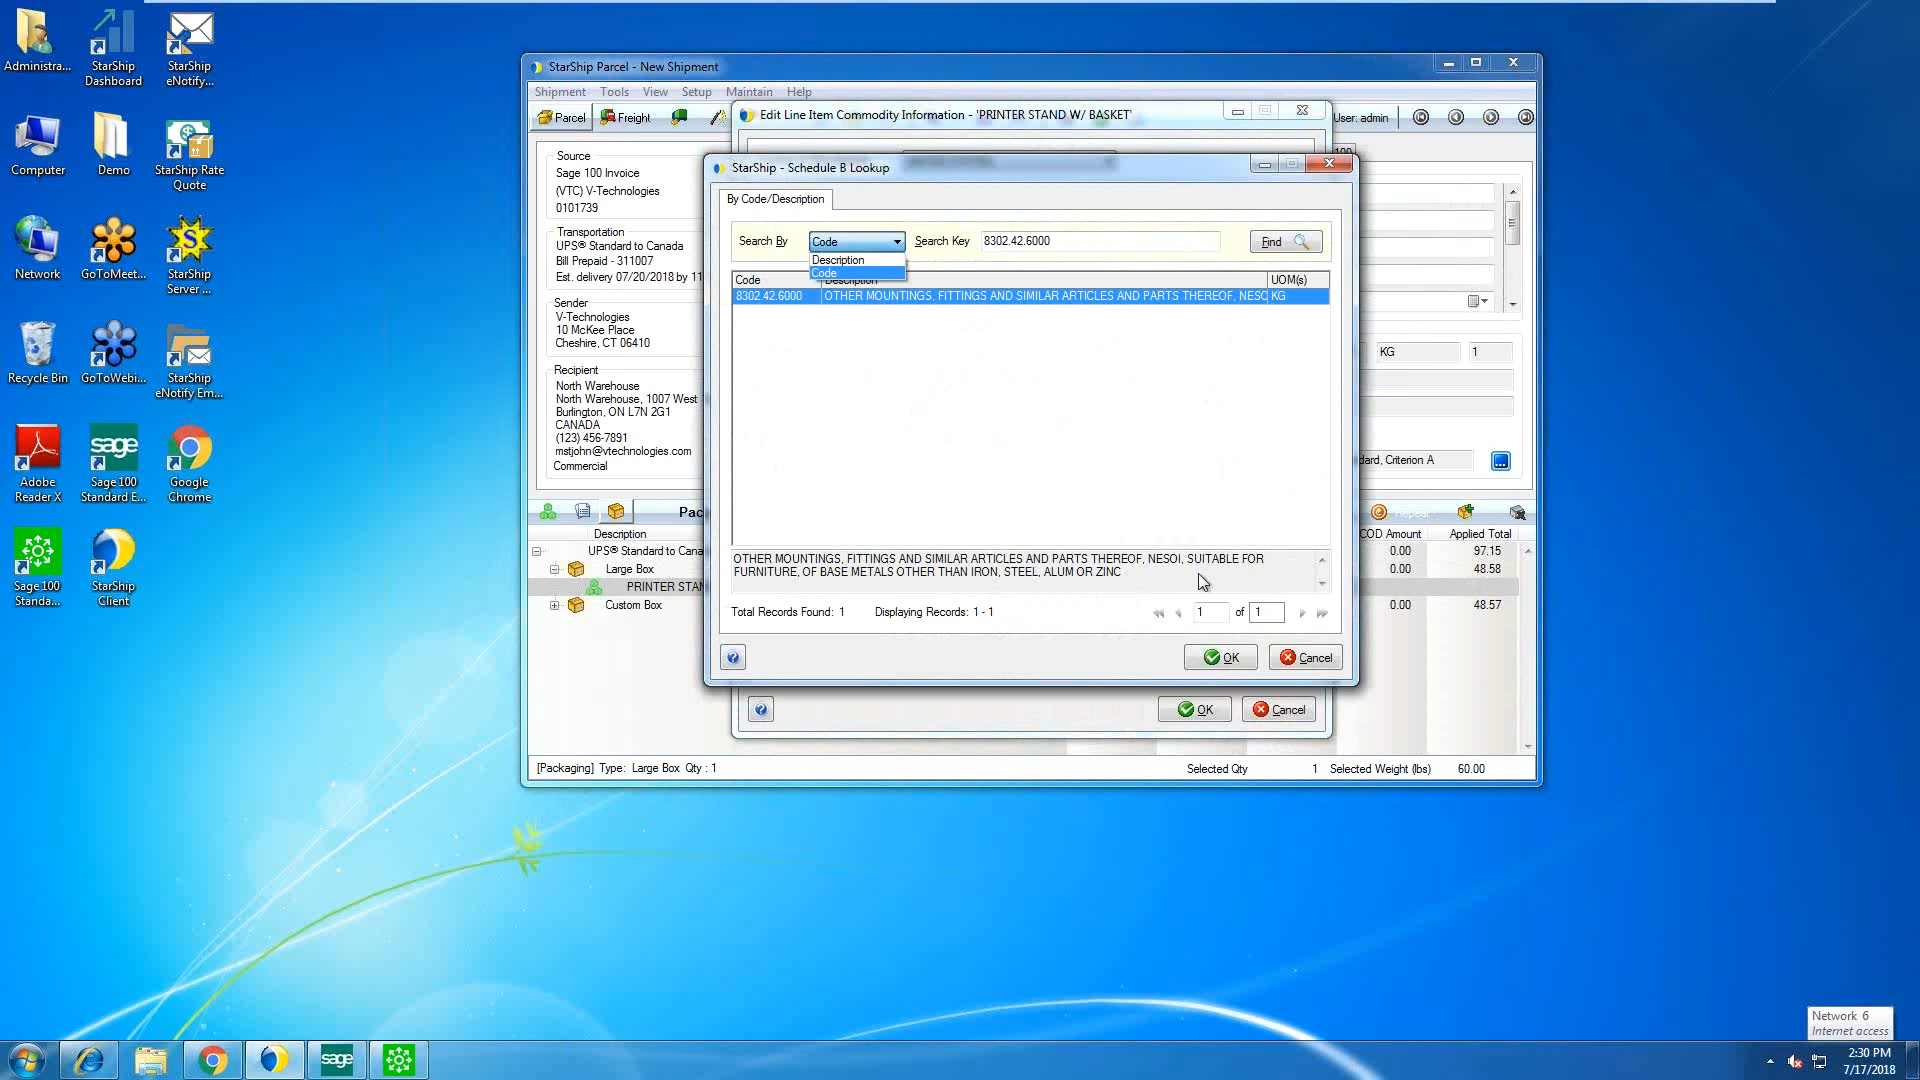 Administra...
StarShip
Dashboard
StarShip
eNotify...
Computer
Demo
StarShip Rate
Quote
Network
GoToMeet...
StarShip
Server ...
Recycle Bin
GoToWebi...
StarShip
eNotify Em...
Adobe
Reader X
sage
Sage 100
Standard E...
Google
Chrome
Sage 100
Standa...
StarShip
Client
StarShip Parcel - New Shipment
Shipment Tools View Setup Maintain Help
Parcel Freight
User: admin
Source
Sage 100 Invoice
(VTC) V-Technologies
0101739
Transportation
UPS® Standard to Canada
Bill Prepaid - 311007
Est. delivery 07/20/2018 by 11
Sender
V-Technologies
10 McKee Place
Cheshire, CT 06410
Recipient
North Warehouse
North Warehouse, 1007 West
Burlington, ON L7N 2G1
CANADA
(123) 456-7891
mstjohn@vtechnologies.com
Commercial
KG 1
dard, Criterion A
Pac
Description
COD Amount Applied Total
UPS® Standard to Cana
0.00 97.15
Large Box
0.00 48.58
PRINTER STAN
Custom Box
0.00 48.57
[Packaging] Type: Large Box Qty : 1
Selected Qty 1 Selected Weight (lbs) 60.00
Edit Line Item Commodity Information - 'PRINTER STAND W/ BASKET'
OK Cancel
StarShip - Schedule B Lookup
By Code/Description
Search By Code Search Key 8302.42.6000 Find
Description
Code
Code Description UOM(s)
8302.42.6000 OTHER MOUNTINGS, FITTINGS AND SIMILAR ARTICLES AND PARTS THEREOF, NESO KG
OTHER MOUNTINGS, FITTINGS AND SIMILAR ARTICLES AND PARTS THEREOF, NESOI, SUITABLE FOR
FURNITURE, OF BASE METALS OTHER THAN IRON, STEEL, ALUM OR ZINC
Total Records Found: 1 Displaying Records: 1 - 1 1 of 1
OK Cancel
Network 6
Internet access
sage
2:30 PM
7/17/2018